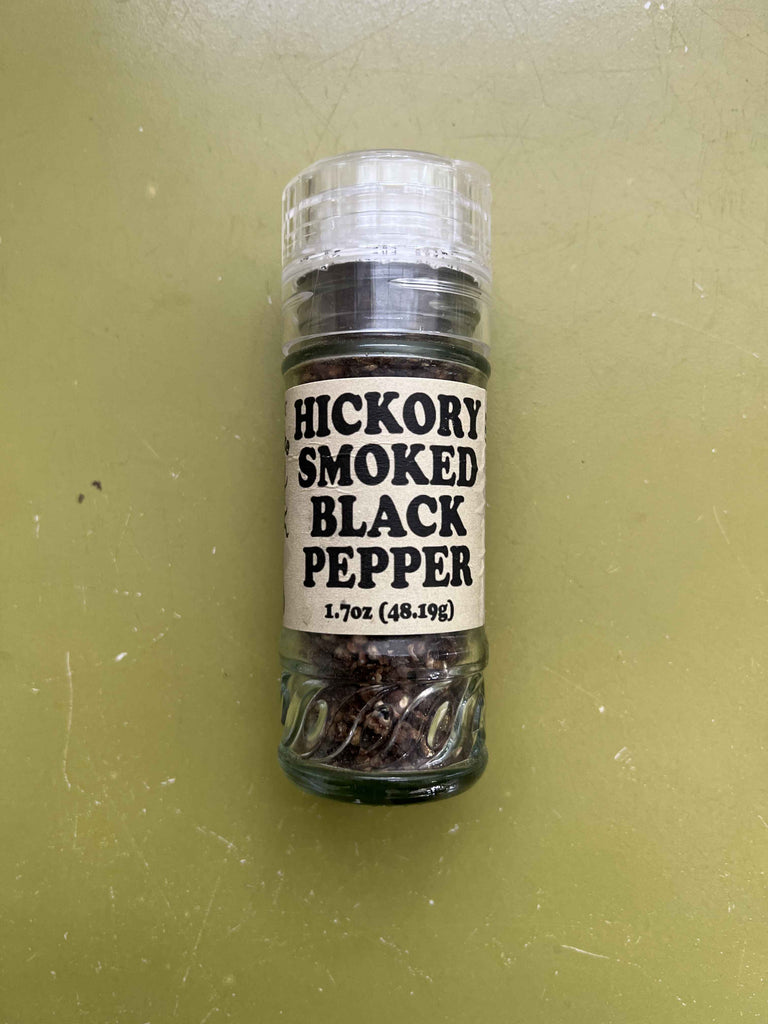 HICKORY
SMOKED
BLACK
PEPPER
1.7oz (48.19g)